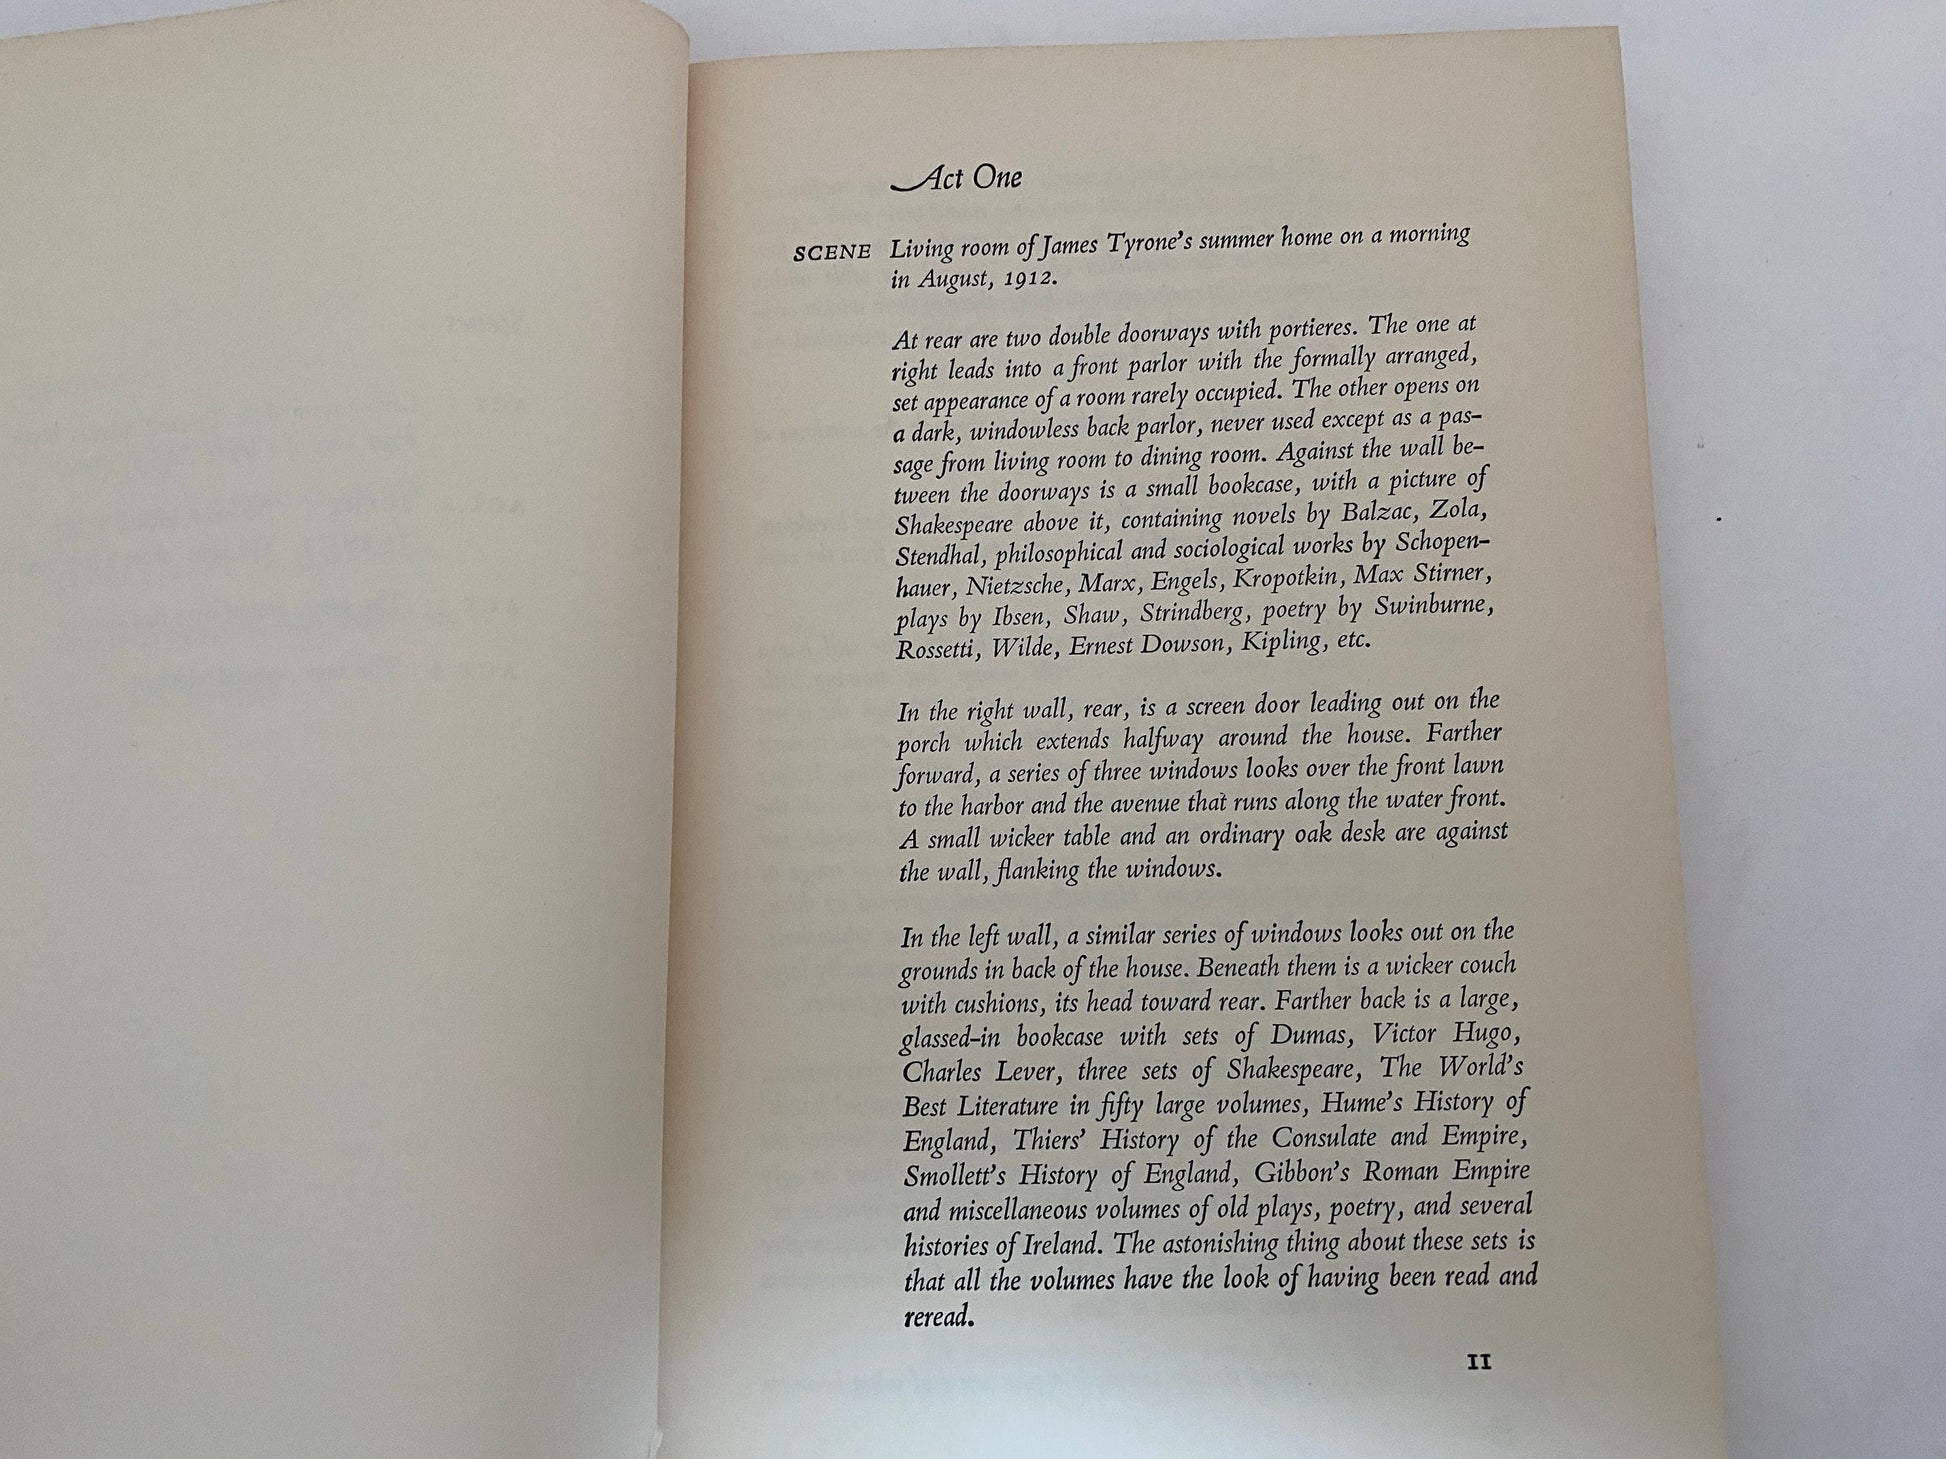 Act One
SCENE Living room of James Tyrone's summer home on a morning
in August, 1912.
At rear are two double doorways with portieres. The one at
right leads into a front parlor with the formally arranged,
set appearance of a room rarely occupied. The other opens on
a dark, windowless back parlor, never used except as a pas-
sage from living room to dining room. Against the wall be-
tween the doorways is a small bookcase, with a picture of
Shakespeare above it, containing novels by Balzac, Zola,
Stendhal, philosophical and sociological works by Schopen-
hauer, Nietzsche, Marx, Engels, Kropotkin, Max Stirner,
plays by Ibsen, Shaw, Strindberg, poetry by Swinburne,
Rossetti, Wilde, Ernest Dowson, Kipling, etc.
In the right wall, rear, is a screen door leading out on the
porch which extends halfway around the house. Farther
forward, a series of three windows looks over the front lawn
to the harbor and the avenue that runs along the water front.
A small wicker table and an ordinary oak desk are against
the wall, flanking the windows.
In the left wall, a similar series of windows looks out on the
grounds in back of the house. Beneath them is a wicker couch
with cushions, its head toward rear. Farther back is a large,
glassed-in bookcase with sets of Dumas, Victor Hugo,
Charles Lever, three sets of Shakespeare, The World's
Best Literature in fifty large volumes, Hume's History of
England, Thiers' History of the Consulate and Empire,
Smollett's History of England, Gibbon's Roman Empire
and miscellaneous volumes of old plays, poetry, and several
histories of Ireland. The astonishing thing about these sets is
that all the volumes have the look of having been read and
reread.
11